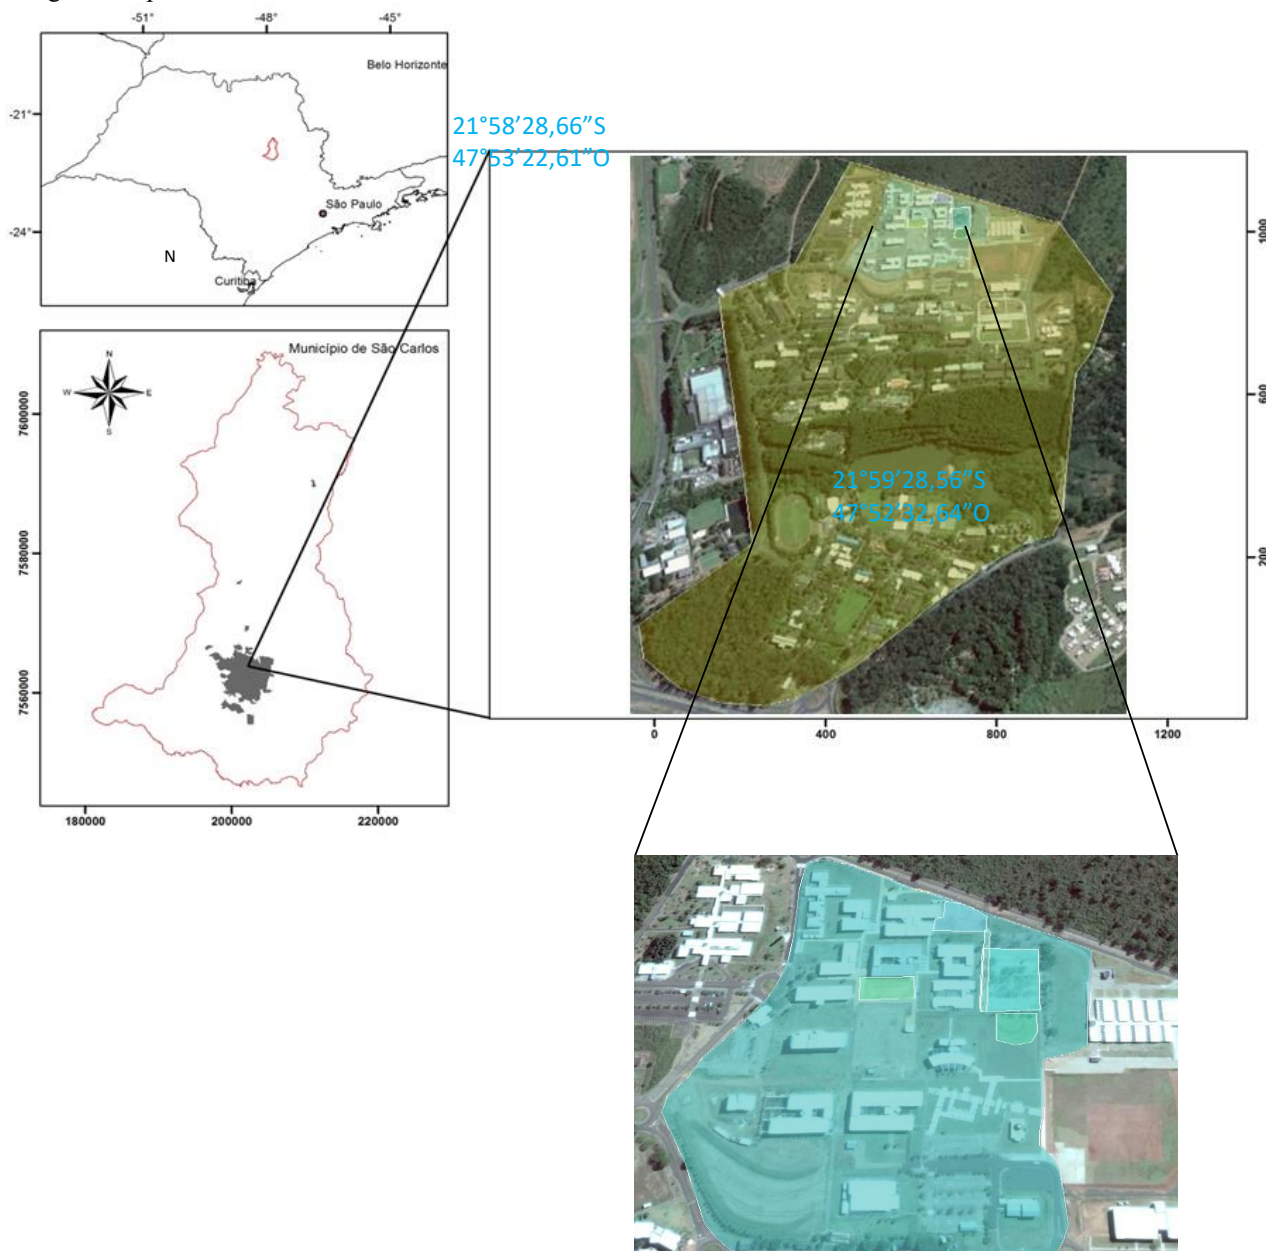 -51°
-48°
-45°
Belo Horizonte
-21°
21°58’28,66”S
47°53’22,61”O
São Paulo
-24°
N
Curitiba
1000
600
200
Município de São Carlos
N
W
E
S
7600000
7580000
7560000
21°59’28,56”S
47°52’32,64”O
0
400
800
1200
180000
200000
220000